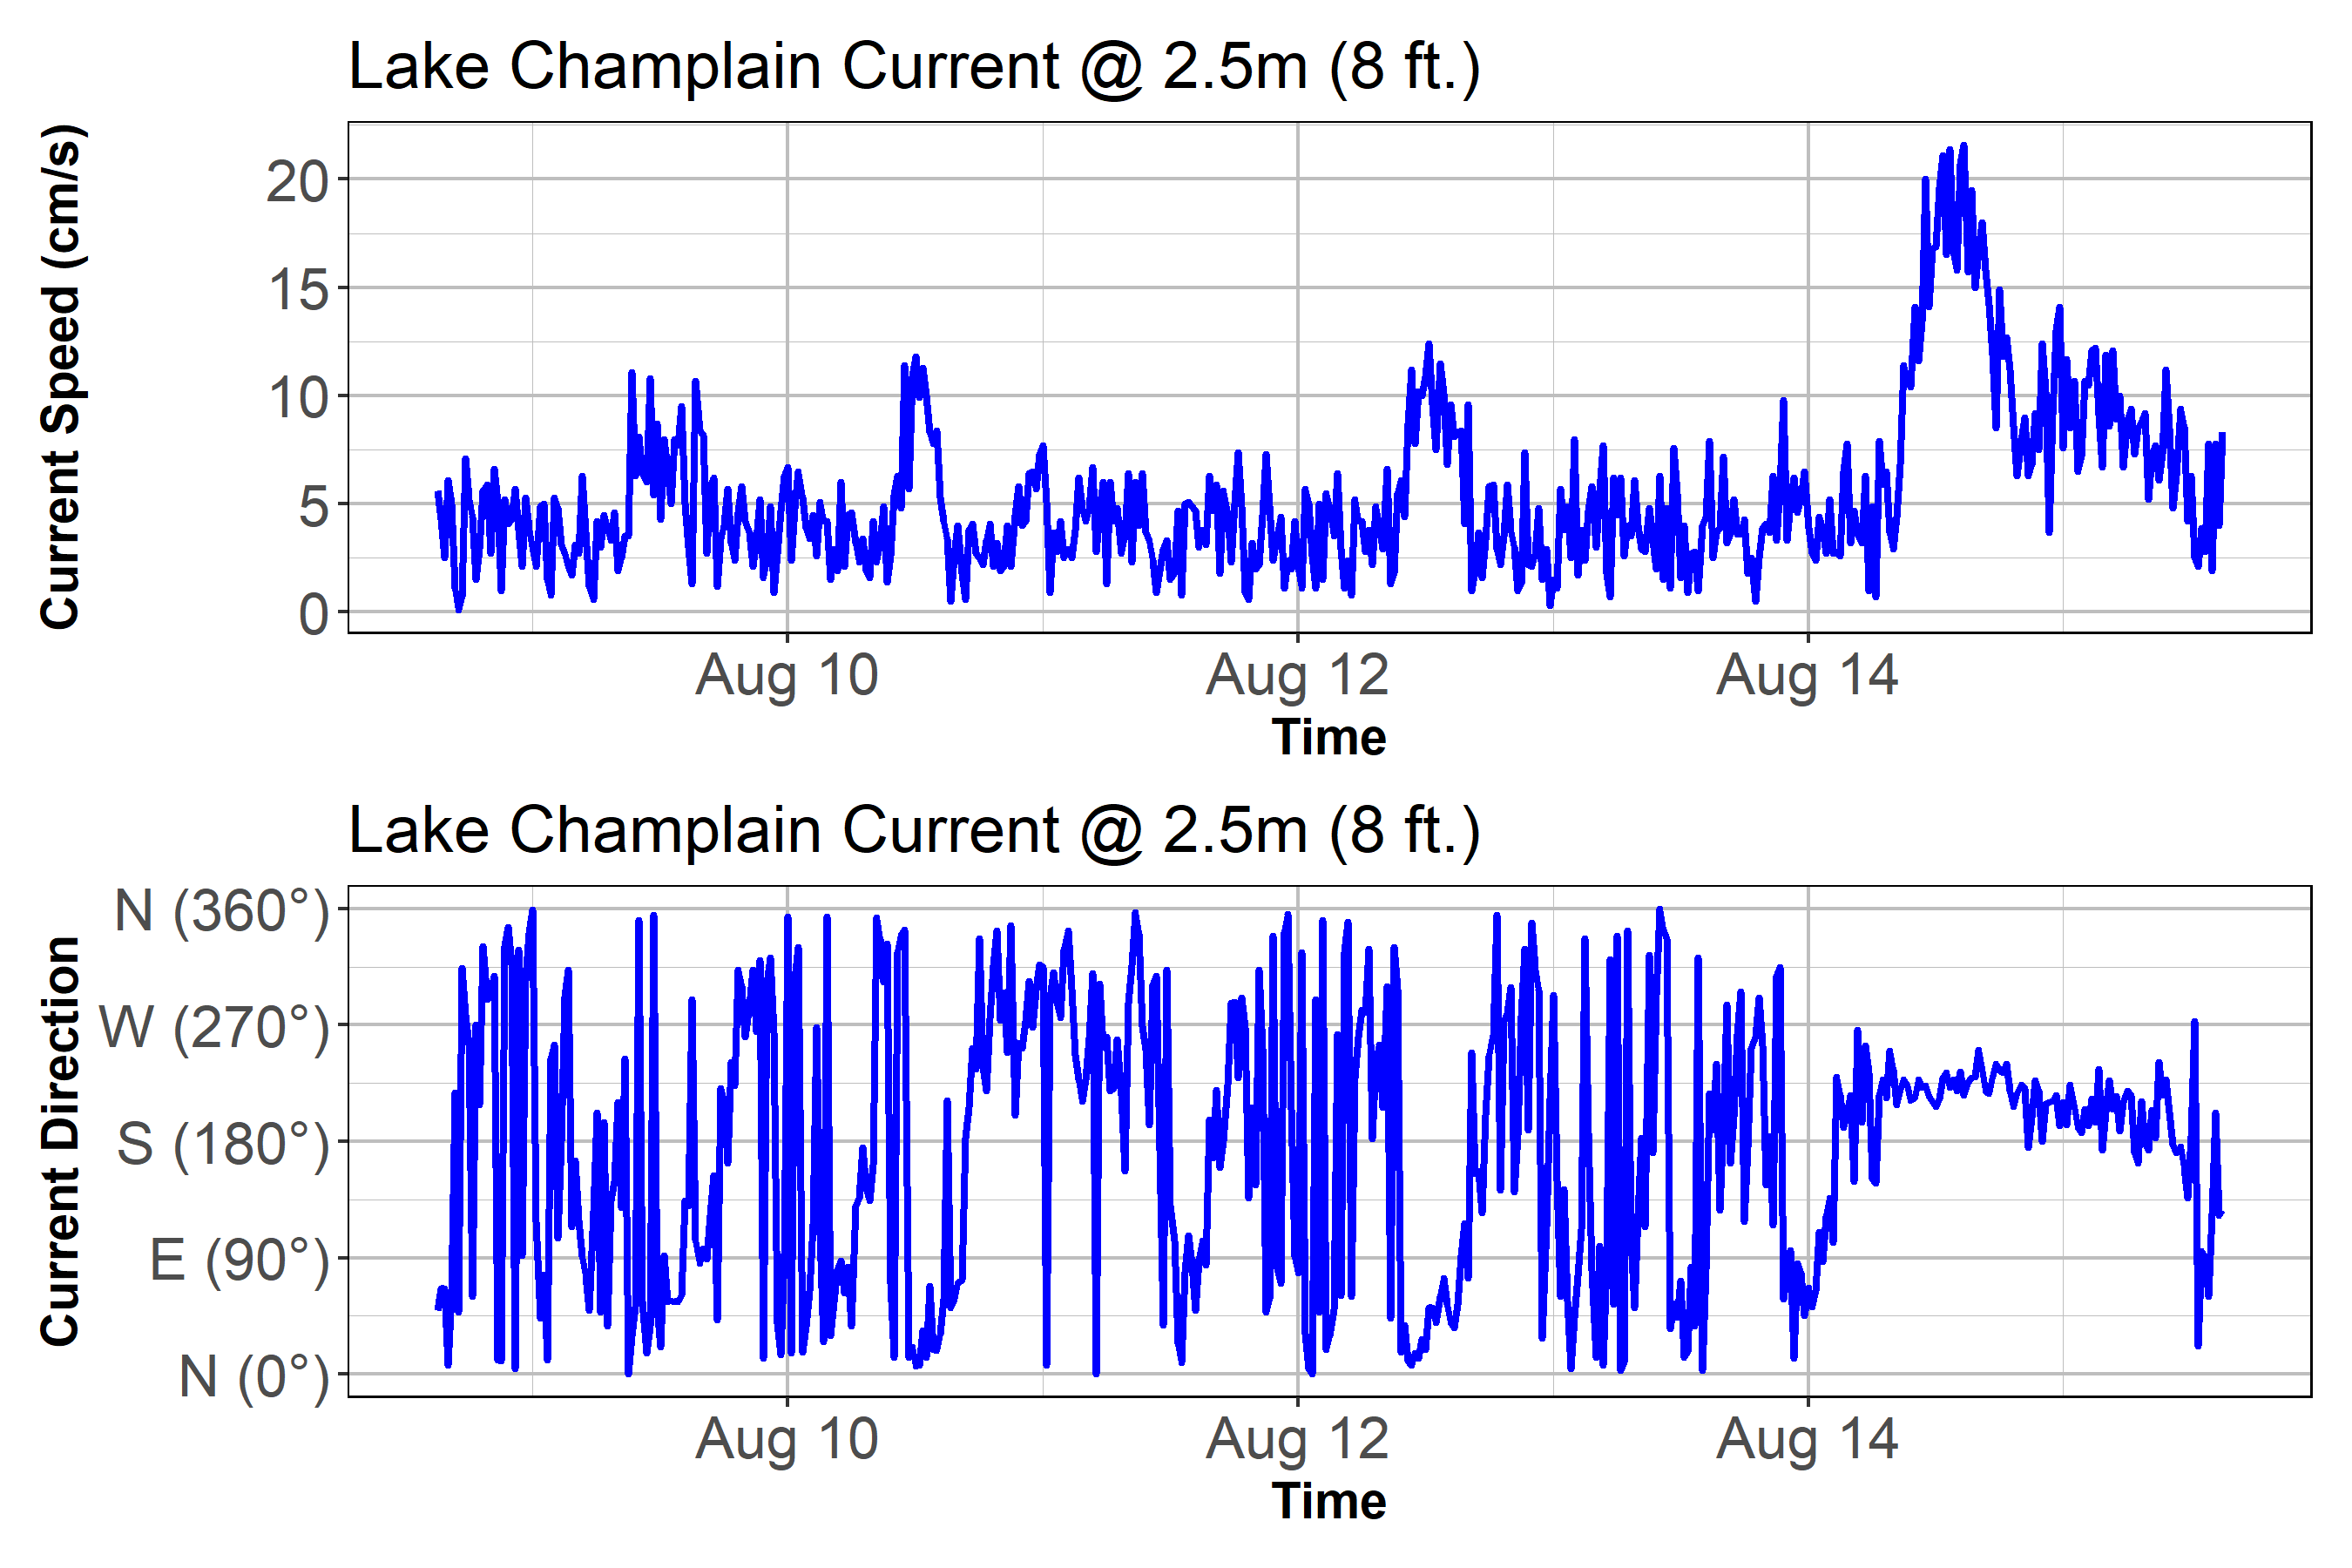 Lake Champlain Current @ 2.5m (8 ft.)
Current Speed (cm/s)
20
15
10
5
0
Aug 10 Aug 12 Aug 14
Time
Lake Champlain Current @ 2.5m (8 ft.)
Current Direction
N (360°)
W (270°)
S (180°)
E (90°)
N (0°)
Aug 10 Aug 12 Aug 14
Time